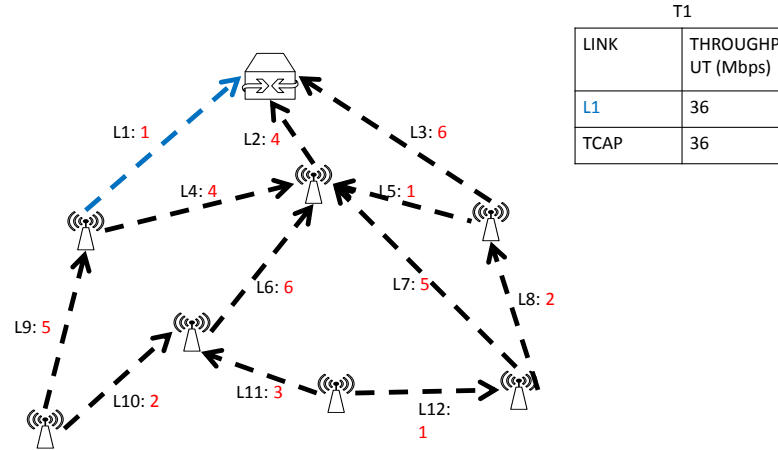 T1
LINK THROUGHP
UT (Mbps)
L1 36
TCAP 36
L1: 1
L2: 4
L3: 6
L4: 4
L5: 1
L6: 6
L7: 5
L8: 2
L9: 5
L10: 2
L11: 3
L12:
1